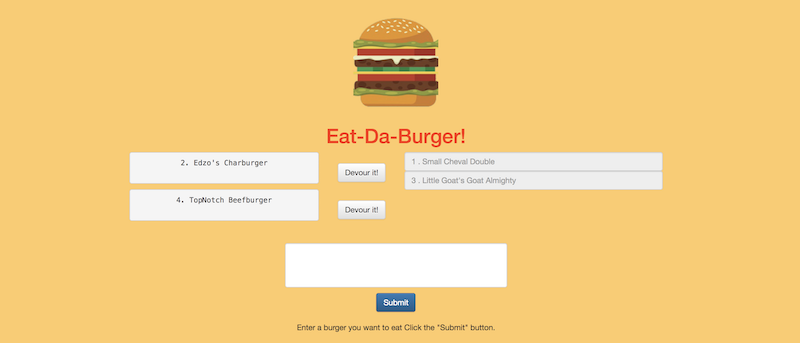 Eat-Da-Burger!
2. Edzo's Charburger
Devour it!
4. TopNotch Beefburger
Devour it!
1 . Small Cheval Double
3 . Little Goat's Goat Almighty
Submit
Enter a burger you want to eat Click the "Submit" button.